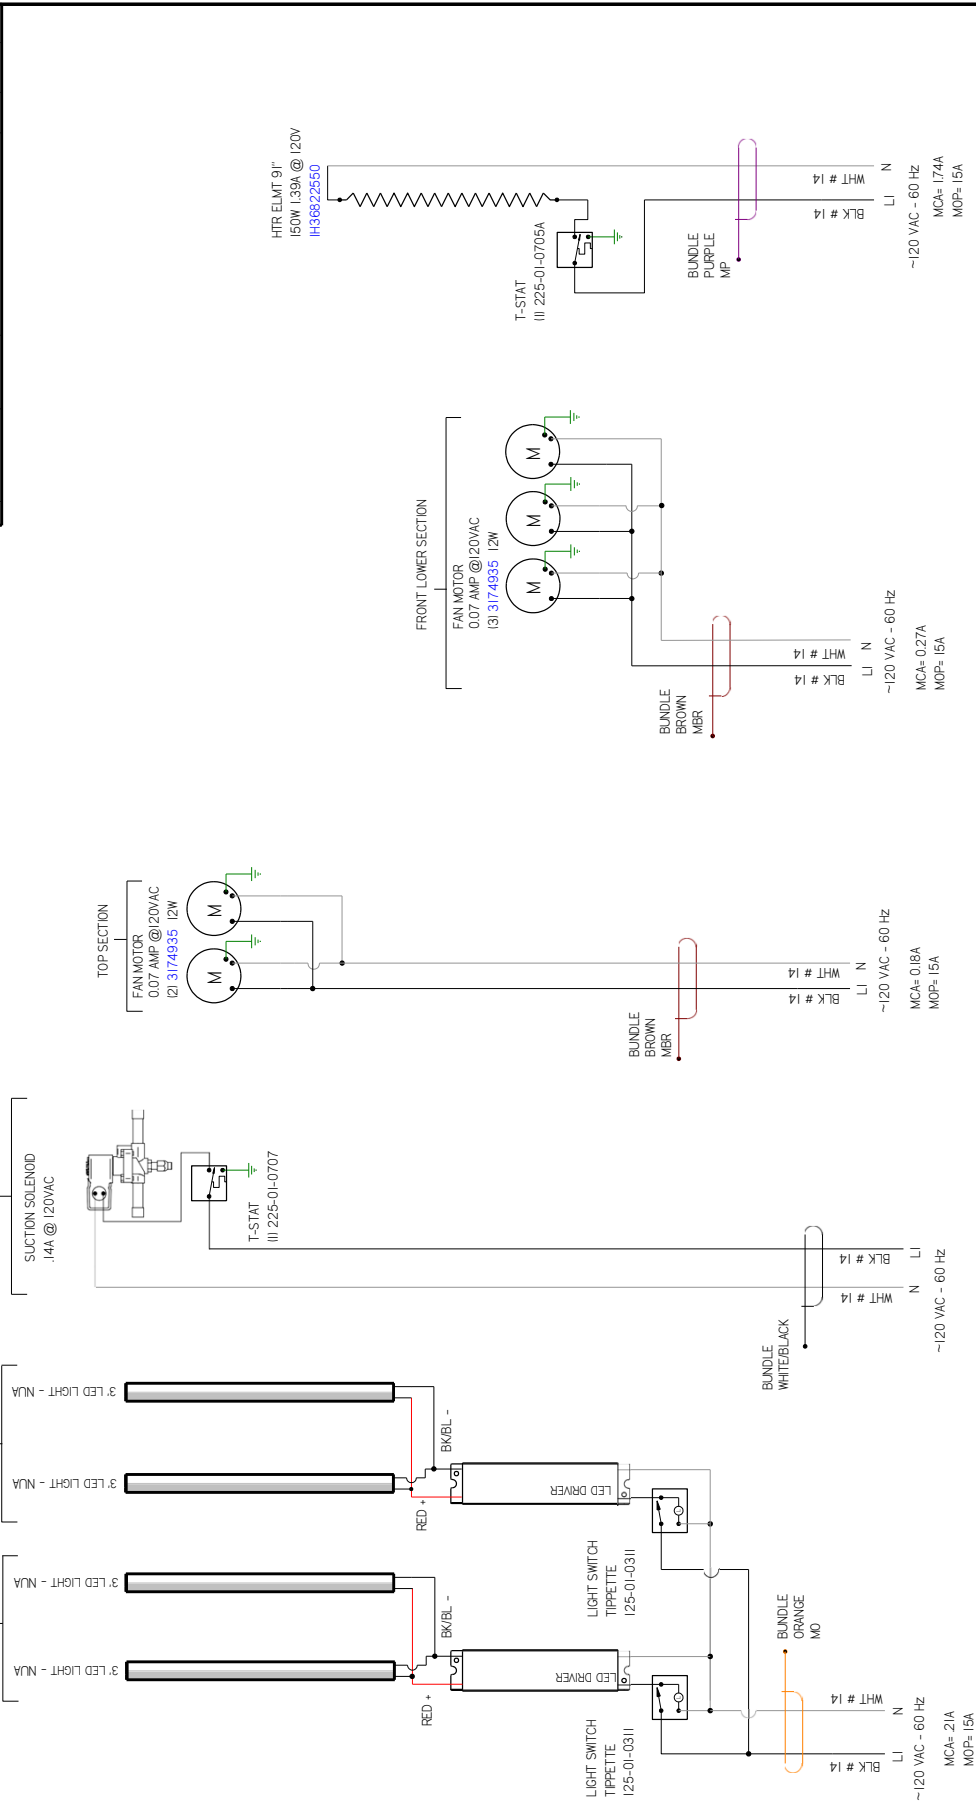 HTR ELMT 91"
150W 1.39A @ 120V
1H36822550
T-STAT
(1) 225-01-0705A
BUNDLE
PURPLE
MP
WHT # 14
N
BLK # 14
L1
~120 VAC - 60 Hz
MCA= 1.74A
MOP= 15A
FRONT LOWER SECTION
FAN MOTOR
0.07 AMP @120VAC
(3) 3174935 12W
M
M
M
BUNDLE
BROWN
MBR
WHT # 14
N
BLK # 14
L1
~120 VAC - 60 Hz
MCA= 0.27A
MOP= 15A
TOP SECTION
FAN MOTOR
0.07 AMP @120VAC
(2) 3174935 12W
M
M
BUNDLE
BROWN
MBR
WHT # 14
N
BLK # 14
L1
~120 VAC - 60 Hz
MCA= 0.18A
MOP= 15A
SUCTION SOLENOID
.14A @ 120VAC
T-STAT
(1) 225-01-0707
BUNDLE
WHITE/BLACK
BLK # 14
L1
WHT # 14
N
~120 VAC - 60 Hz
3' LED LIGHT - NUA
3' LED LIGHT - NUA
BK/BL -
RED +
LED DRIVER
LIGHT SWITCH
TIPPETTE
125-01-0311
3' LED LIGHT - NUA
3' LED LIGHT - NUA
BK/BL -
RED +
LED DRIVER
LIGHT SWITCH
TIPPETTE
125-01-0311
BUNDLE
ORANGE
MO
WHT # 14
N
BLK # 14
L1
~120 VAC - 60 Hz
MCA= .21A
MOP= 15A